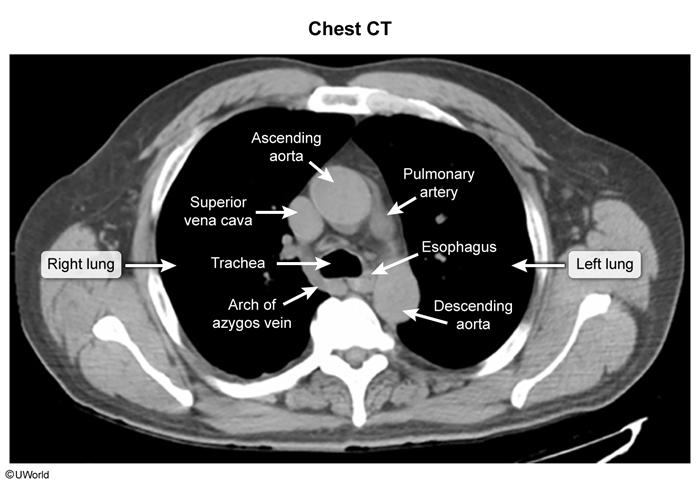 Chest CT
Ascending
aorta
Pulmonary
artery
Superior
vena cava
Esophagus
Trachea
Right lung
Left lung
Arch of
azygos vein
Descending
aorta
©UWorld